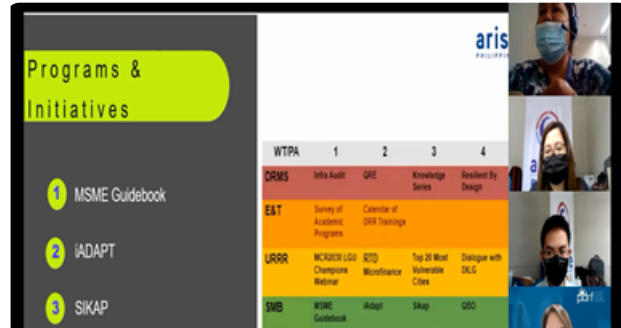 Programs &
Initiatives
1 MSME Guidebook
2 iADAPT
3 SIKAP
aris
PHILIPPI
WT/PA 1 2 3 4
DRMS Infra Audit QRE Knowledge Series Resilient By Design
E&T Survey of Academic Programs Calendar of DRR Trainings
URRR MCR2030 LGU Champions Webinar RTD Microfinance Top 20 Most Vulnerable Cities Dialogue with DILG
SMB MSME Guidebook iAdapt Sikap QBO
pdrf